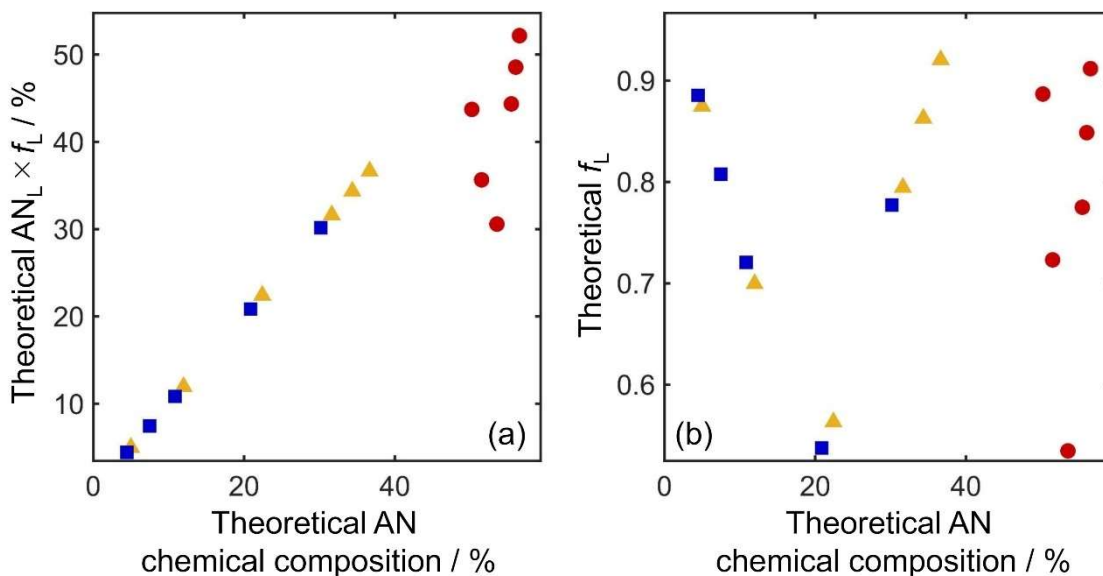 Theoretical AN_L × f_L / %
50
40
30
20
10
(a)
0
20
40
Theoretical AN
chemical composition / %
Theoretical f_L
0.9
0.8
0.7
0.6
(b)
0
20
40
Theoretical AN
chemical composition / %